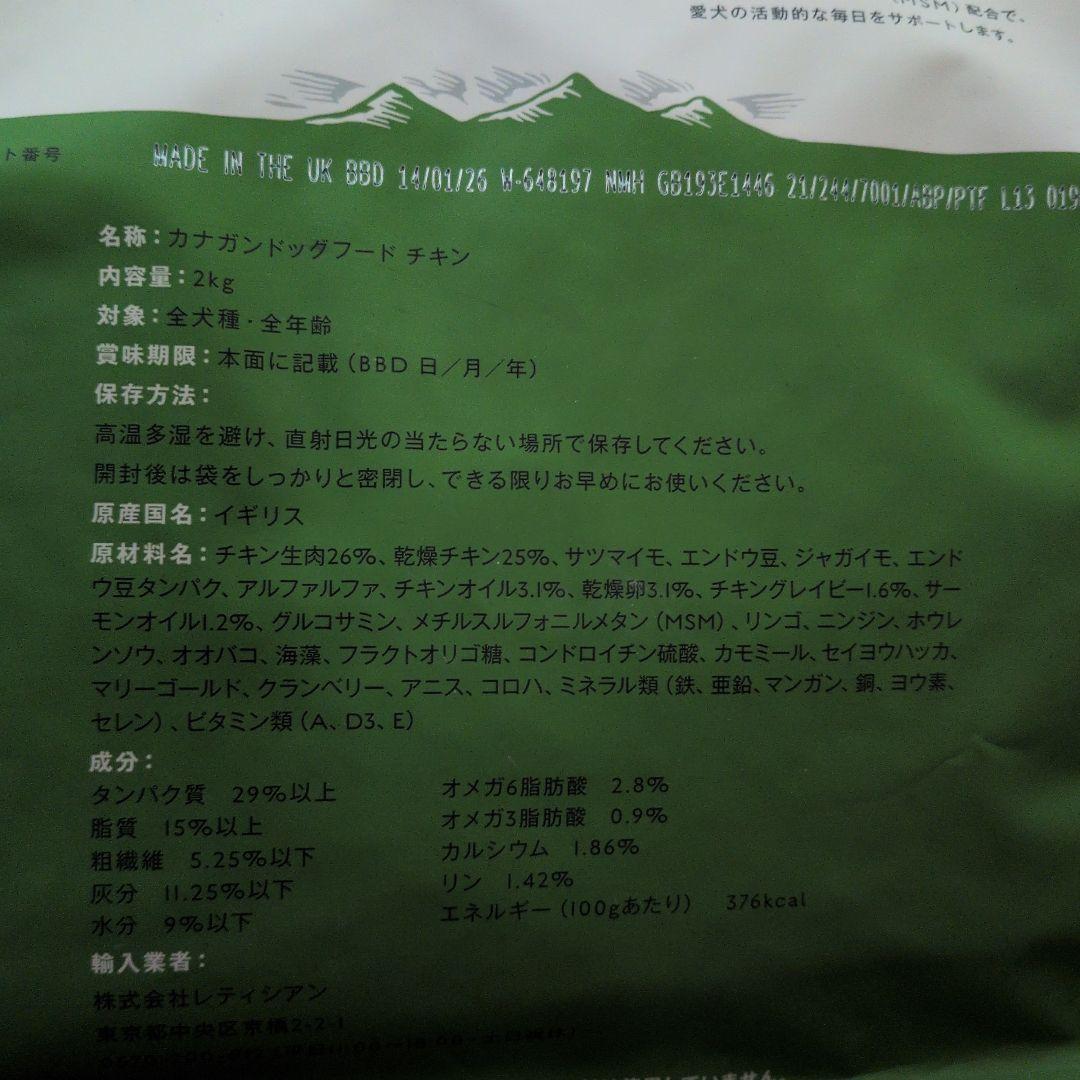 (MSM)配合で、
愛犬の活動的な毎日をサポートします。
ト番号
MADE IN THE UK BBD 14/01/26 W-648197 NMH GB193E1446 21/244/7001/ABP/PTF L13 019
名称：カナガンドッグフード チキン
内容量：2kg
対象：全犬種・全年齢
賞味期限：本面に記載（BBD 日／月／年）
保存方法：
高温多湿を避け、直射日光の当たらない場所で保存してください。
開封後は袋をしっかりと密閉し、できる限りお早めにお使いください。
原産国名：イギリス
原材料名：チキン生肉26%、乾燥チキン25%、サツマイモ、エンドウ豆、ジャガイモ、エンド
ウ豆タンパク、アルファルファ、チキンオイル3.1%、乾燥卵3.1%、チキングレイビー1.6%、サー
モンオイル1.2%、グルコサミン、メチルスルフォニルメタン（MSM）、リンゴ、ニンジン、ホウレ
ンソウ、オオバコ、海藻、フラクトオリゴ糖、コンドロイチン硫酸、カモミール、セイヨウハッカ、
マリーゴールド、クランベリー、アニス、コロハ、ミネラル類（鉄、亜鉛、マンガン、銅、ヨウ素、
セレン）、ビタミン類（A、D3、E）
成分：
タンパク質 29%以上
脂質 15%以上
粗繊維 5.25%以下
灰分 11.25%以下
水分 9%以下
オメガ6脂肪酸 2.8%
オメガ3脂肪酸 0.9%
カルシウム 1.86%
リン 1.42%
エネルギー（100gあたり） 376kcal
輸入業者：
株式会社レティシアン
東京都中央区京橋2-2-1